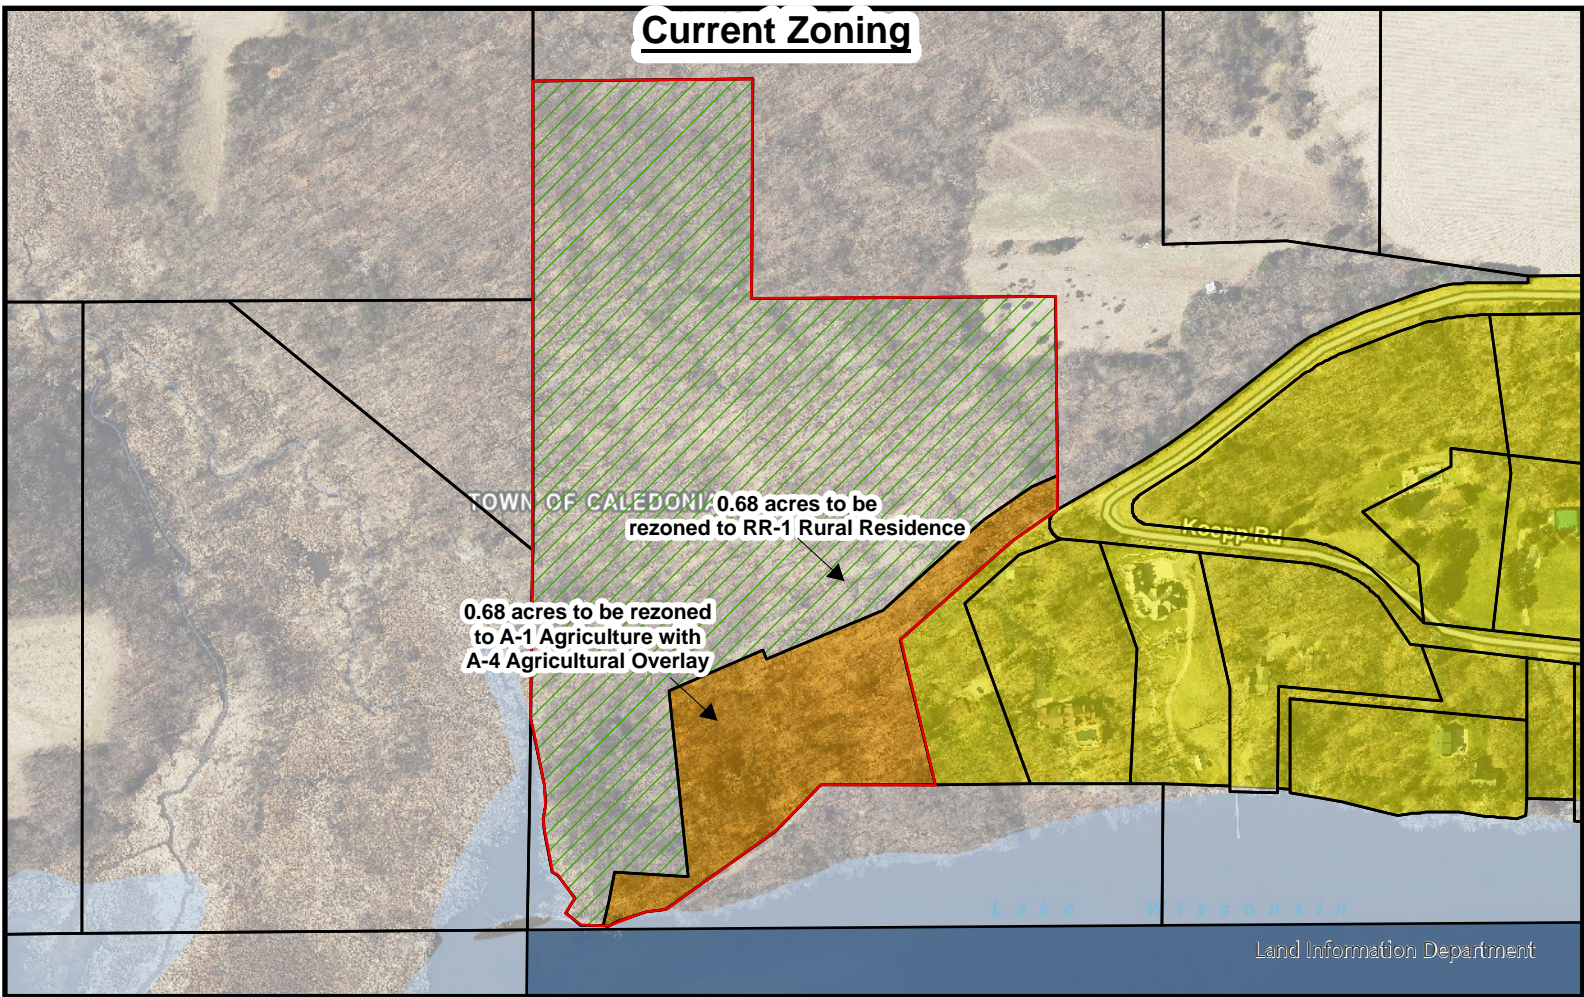 Current Zoning
TOWN OF CALEDONIA
0.68 acres to be
rezoned to RR-1 Rural Residence
Koepp Rd
0.68 acres to be rezoned
to A-1 Agriculture with
A-4 Agricultural Overlay
Lake Wisconsin
Land Information Department